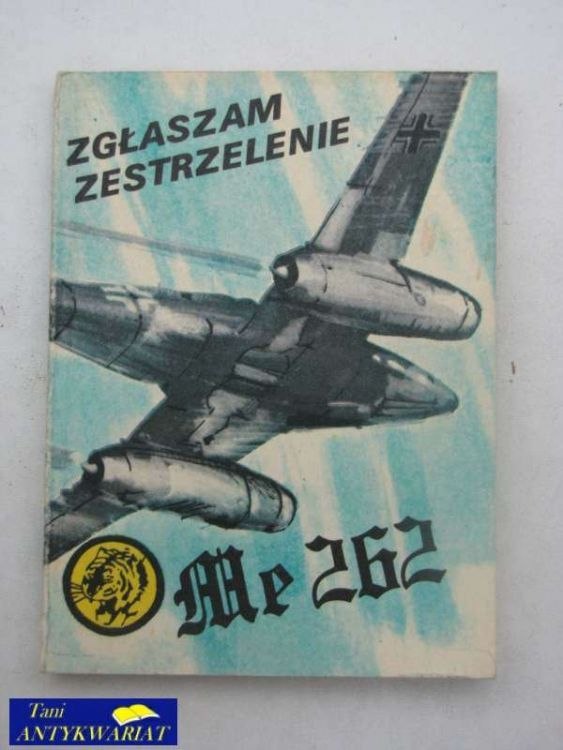 ZGŁASZAM
ZESTRZELENIE
Me 262
Tani
ANTYKWARIAT